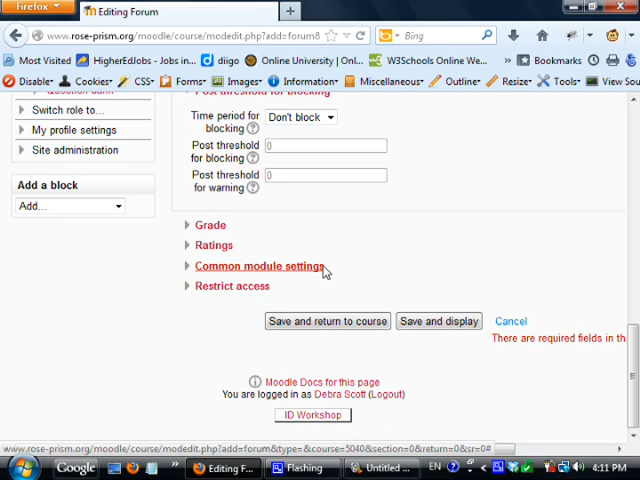 Firefox
Editing Forum
www.rose-prism.org/moodle/course/modedit.php?add=forum&
Bing
Most Visited
HigherEdJobs - Jobs in...
diigo
Online University | Onl...
W3Schools Online We...
Bookmarks
Disable
Cookies
CSS
Forms
Images
Information
Miscellaneous
Outline
Resize
Tools
View Sou
Switch role to...
My profile settings
Site administration
Add a block
Add...
Post threshold for blocking
Time period for
blocking
Don't block
Post threshold
for blocking
0
Post threshold
for warning
0
Grade
Ratings
Common module settings
Restrict access
Save and return to course
Save and display
Cancel
There are required fields in th
Moodle Docs for this page
You are logged in as Debra Scott (Logout)
ID Workshop
www.rose-prism.org/moodle/course/modedit.php?add=forum&type=&course=5040&section=0&return=0&sr=0#
Google
Editing F...
Flashing
Untitled ...
EN
4:11 PM